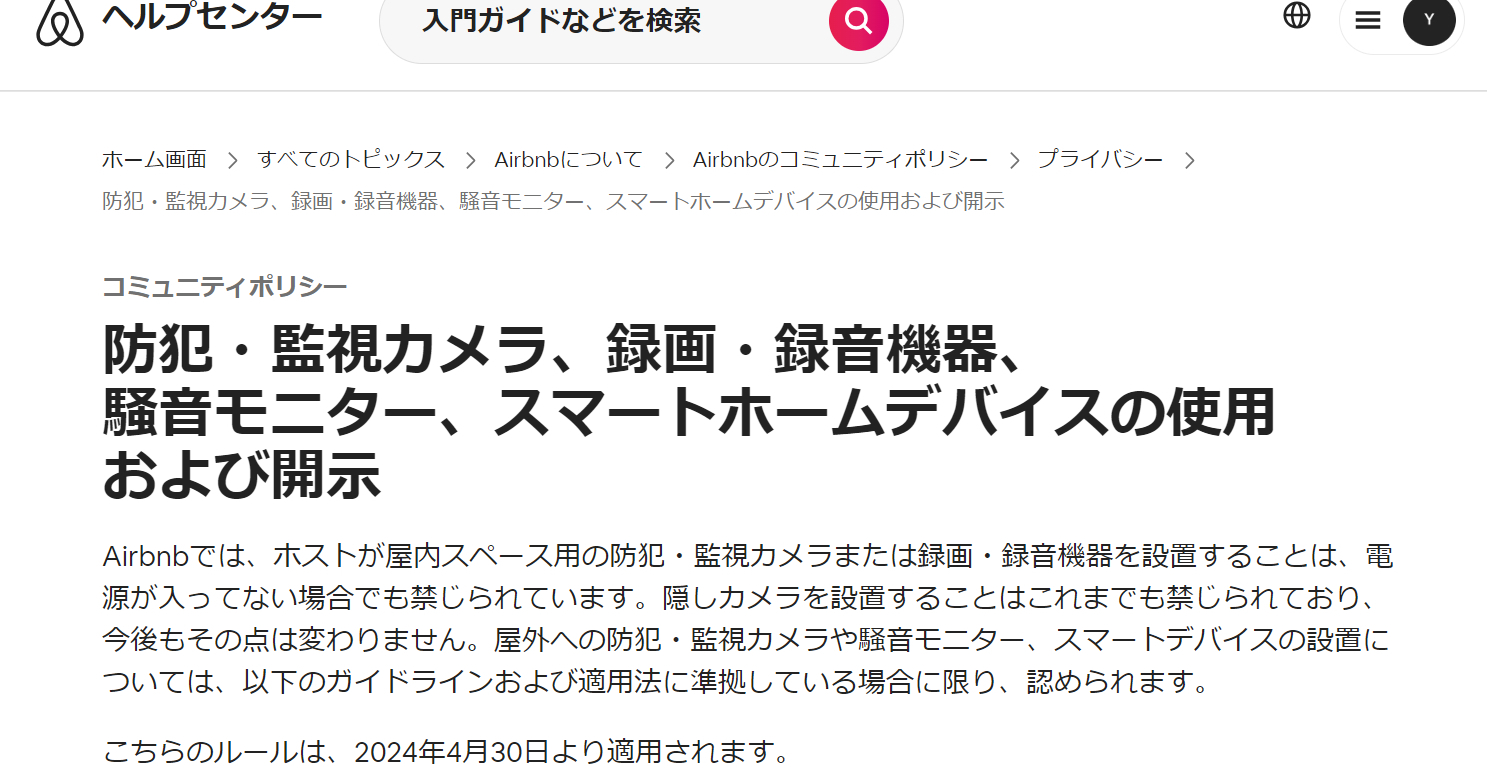 ヘルプセンター
入門ガイドなどを検索
Y
ホーム画面 > すべてのトピックス > Airbnbについて > Airbnbのコミュニティポリシー > プライバシー >
防犯・監視カメラ、録画・録音機器、騒音モニター、スマートホームデバイスの使用および開示
コミュニティポリシー
防犯・監視カメラ、録画・録音機器、
騒音モニター、スマートホームデバイスの使用
および開示
Airbnbでは、ホストが屋内スペース用の防犯・監視カメラまたは録画・録音機器を設置することは、電
源が入ってない場合でも禁じられています。隠しカメラを設置することはこれまでも禁じられており、
今後もその点は変わりません。屋外への防犯・監視カメラや騒音モニター、スマートデバイスの設置に
ついては、以下のガイドラインおよび適用法に準拠している場合に限り、認められます。
こちらのルールは、2024年4月30日より適用されます。